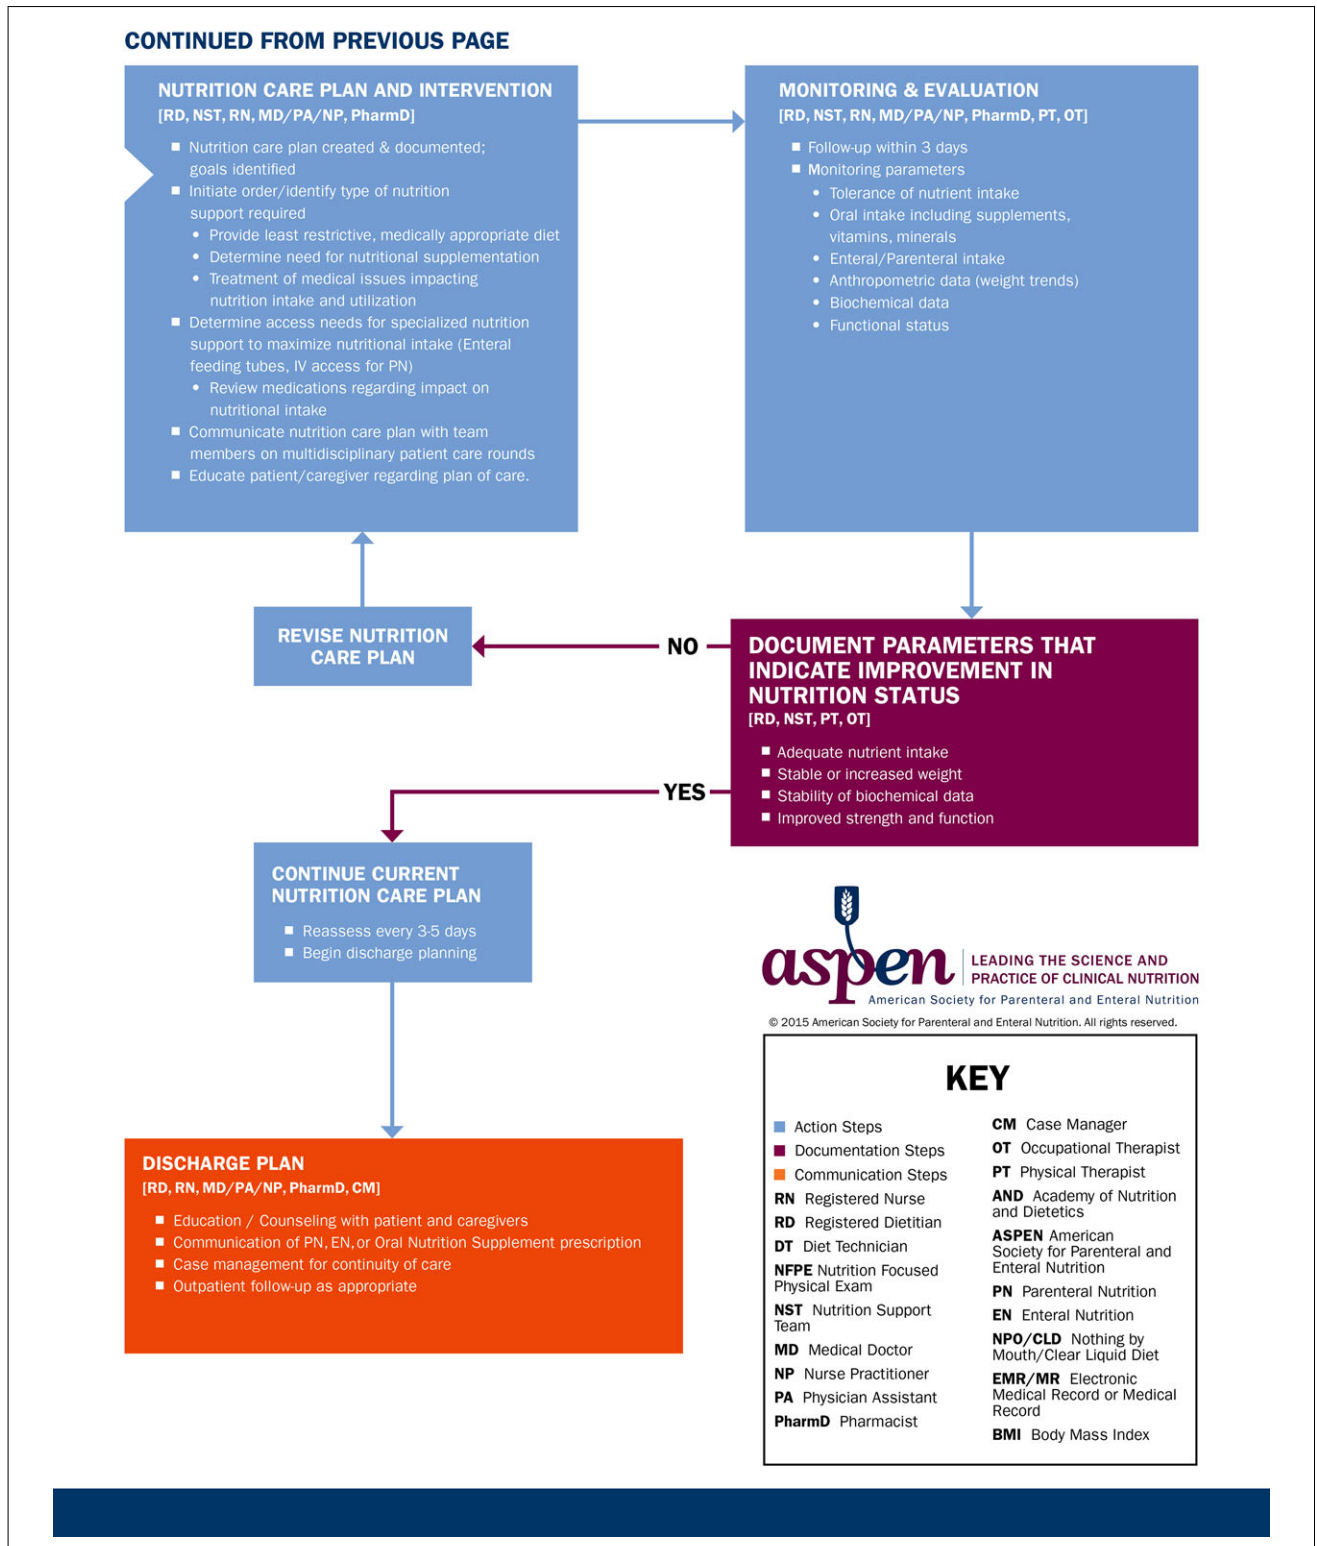 CONTINUED FROM PREVIOUS PAGE
NUTRITION CARE PLAN AND INTERVENTION
[RD, NST, RN, MD/PA/NP, PharmD]
Nutrition care plan created & documented;
goals identified
Initiate order/identify type of nutrition
support required
Provide least restrictive, medically appropriate diet
Determine need for nutritional supplementation
Treatment of medical issues impacting
nutrition intake and utilization
Determine access needs for specialized nutrition
support to maximize nutritional intake (Enteral
feeding tubes, IV access for PN)
Review medications regarding impact on
nutritional intake
Communicate nutrition care plan with team
members on multidisciplinary patient care rounds
Educate patient/caregiver regarding plan of care.
MONITORING & EVALUATION
[RD, NST, RN, MD/PA/NP, PharmD, PT, OT]
Follow-up within 3 days
Monitoring parameters
Tolerance of nutrient intake
Oral intake including supplements,
vitamins, minerals
Enteral/Parenteral intake
Anthropometric data (weight trends)
Biochemical data
Functional status
REVISE NUTRITION
CARE PLAN
NO
DOCUMENT PARAMETERS THAT
INDICATE IMPROVEMENT IN
NUTRITION STATUS
[RD, NST, PT, OT]
Adequate nutrient intake
Stable or increased weight
Stability of biochemical data
Improved strength and function
YES
CONTINUE CURRENT
NUTRITION CARE PLAN
Reassess every 3-5 days
Begin discharge planning
DISCHARGE PLAN
[RD, RN, MD/PA/NP, PharmD, CM]
Education / Counseling with patient and caregivers
Communication of PN, EN, or Oral Nutrition Supplement prescription
Case management for continuity of care
Outpatient follow-up as appropriate
aspen
LEADING THE SCIENCE AND
PRACTICE OF CLINICAL NUTRITION
American Society for Parenteral and Enteral Nutrition
© 2015 American Society for Parenteral and Enteral Nutrition. All rights reserved.
KEY
Action Steps
Documentation Steps
Communication Steps
RN Registered Nurse
RD Registered Dietitian
DT Diet Technician
NFPE Nutrition Focused
Physical Exam
NST Nutrition Support
Team
MD Medical Doctor
NP Nurse Practitioner
PA Physician Assistant
PharmD Pharmacist
CM Case Manager
OT Occupational Therapist
PT Physical Therapist
AND Academy of Nutrition
and Dietetics
ASPEN American
Society for Parenteral and
Enteral Nutrition
PN Parenteral Nutrition
EN Enteral Nutrition
NPO/CLD Nothing by
Mouth/Clear Liquid Diet
EMR/MR Electronic
Medical Record or Medical
Record
BMI Body Mass Index